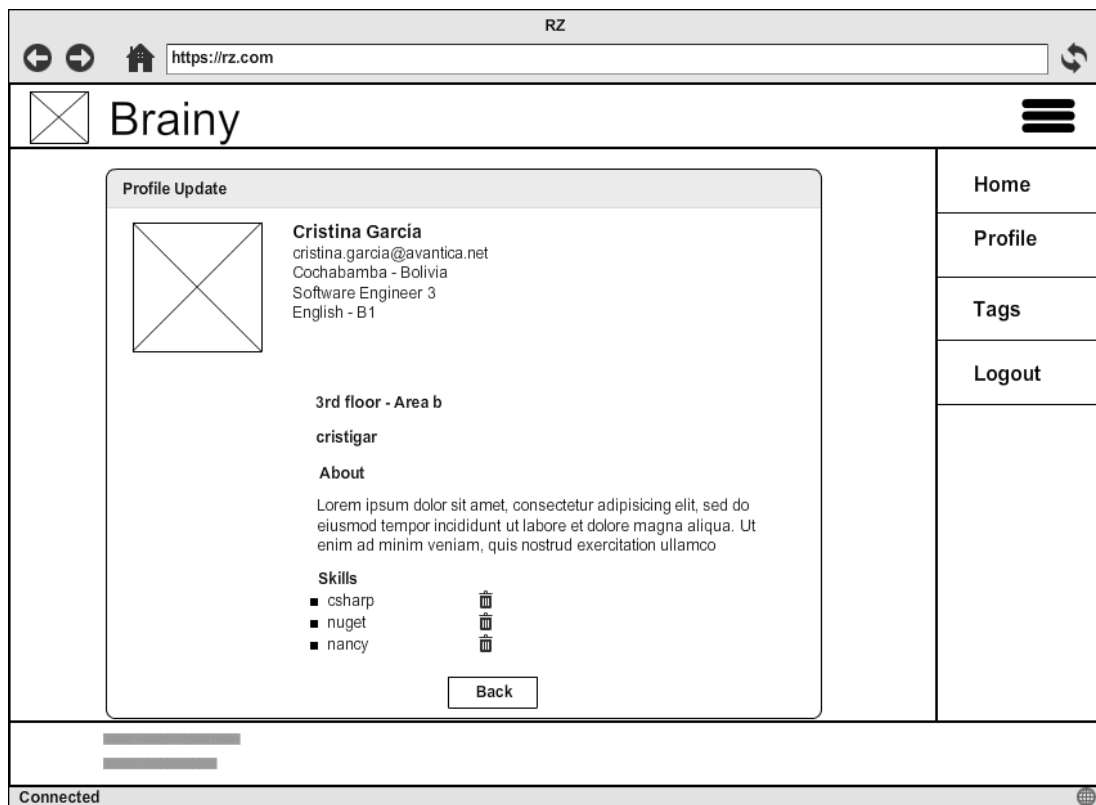 RZ
https://rz.com
Brainy
Profile Update
Cristina García
cristina.garcia@avantica.net
Cochabamba - Bolivia
Software Engineer 3
English - B1
3rd floor - Area b
cristigar
About
Lorem ipsum dolor sit amet, consectetur adipisicing elit, sed do
eiusmod tempor incididunt ut labore et dolore magna aliqua. Ut
enim ad minim veniam, quis nostrud exercitation ullamco
Skills
csharp
nuget
nancy
Back
Home
Profile
Tags
Logout
Connected